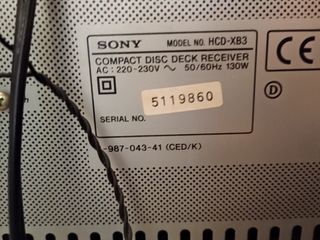 SONY MODEL NO. HCD-XB3
COMPACT DISC DECK RECEIVER
AC : 220-230V ~ 50/60Hz 130W
5119860
SERIAL NO.
-987-043-41 (CED/K)
CE
D